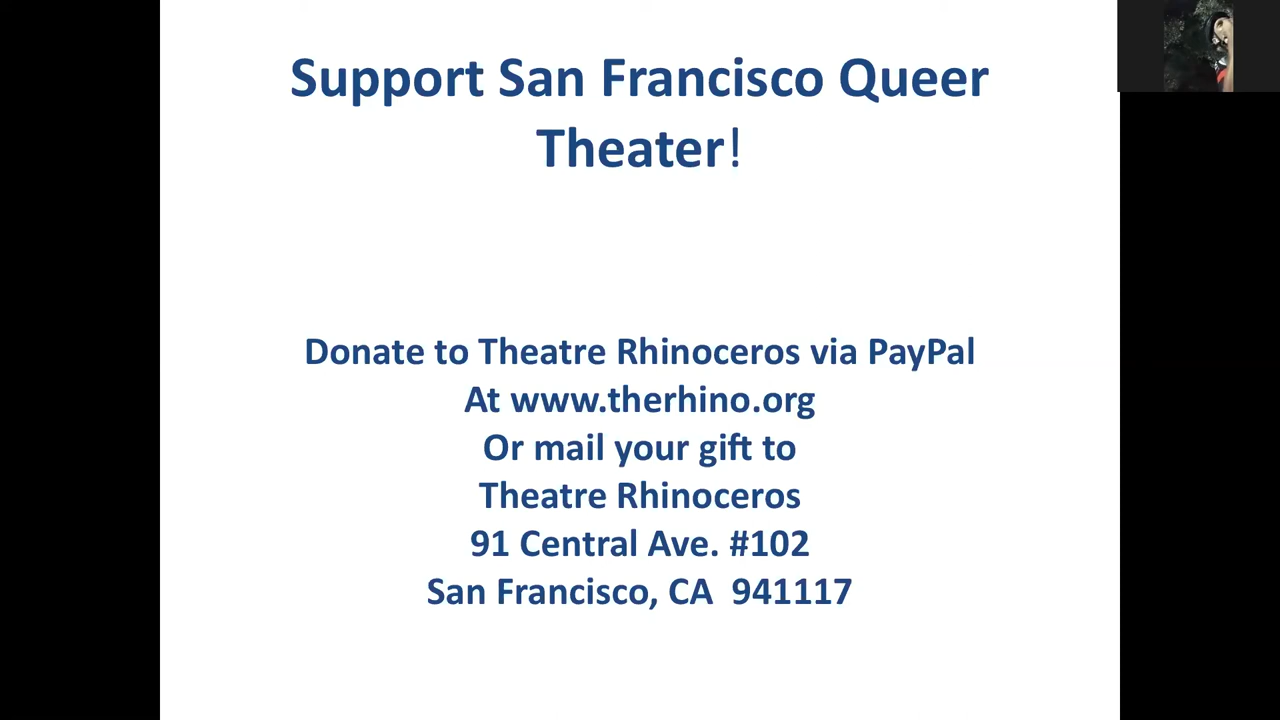 Support San Francisco Queer
Theater!
Donate to Theatre Rhinoceros via PayPal
At www.therhino.org
Or mail your gift to
Theatre Rhinoceros
91 Central Ave. #102
San Francisco, CA  941117